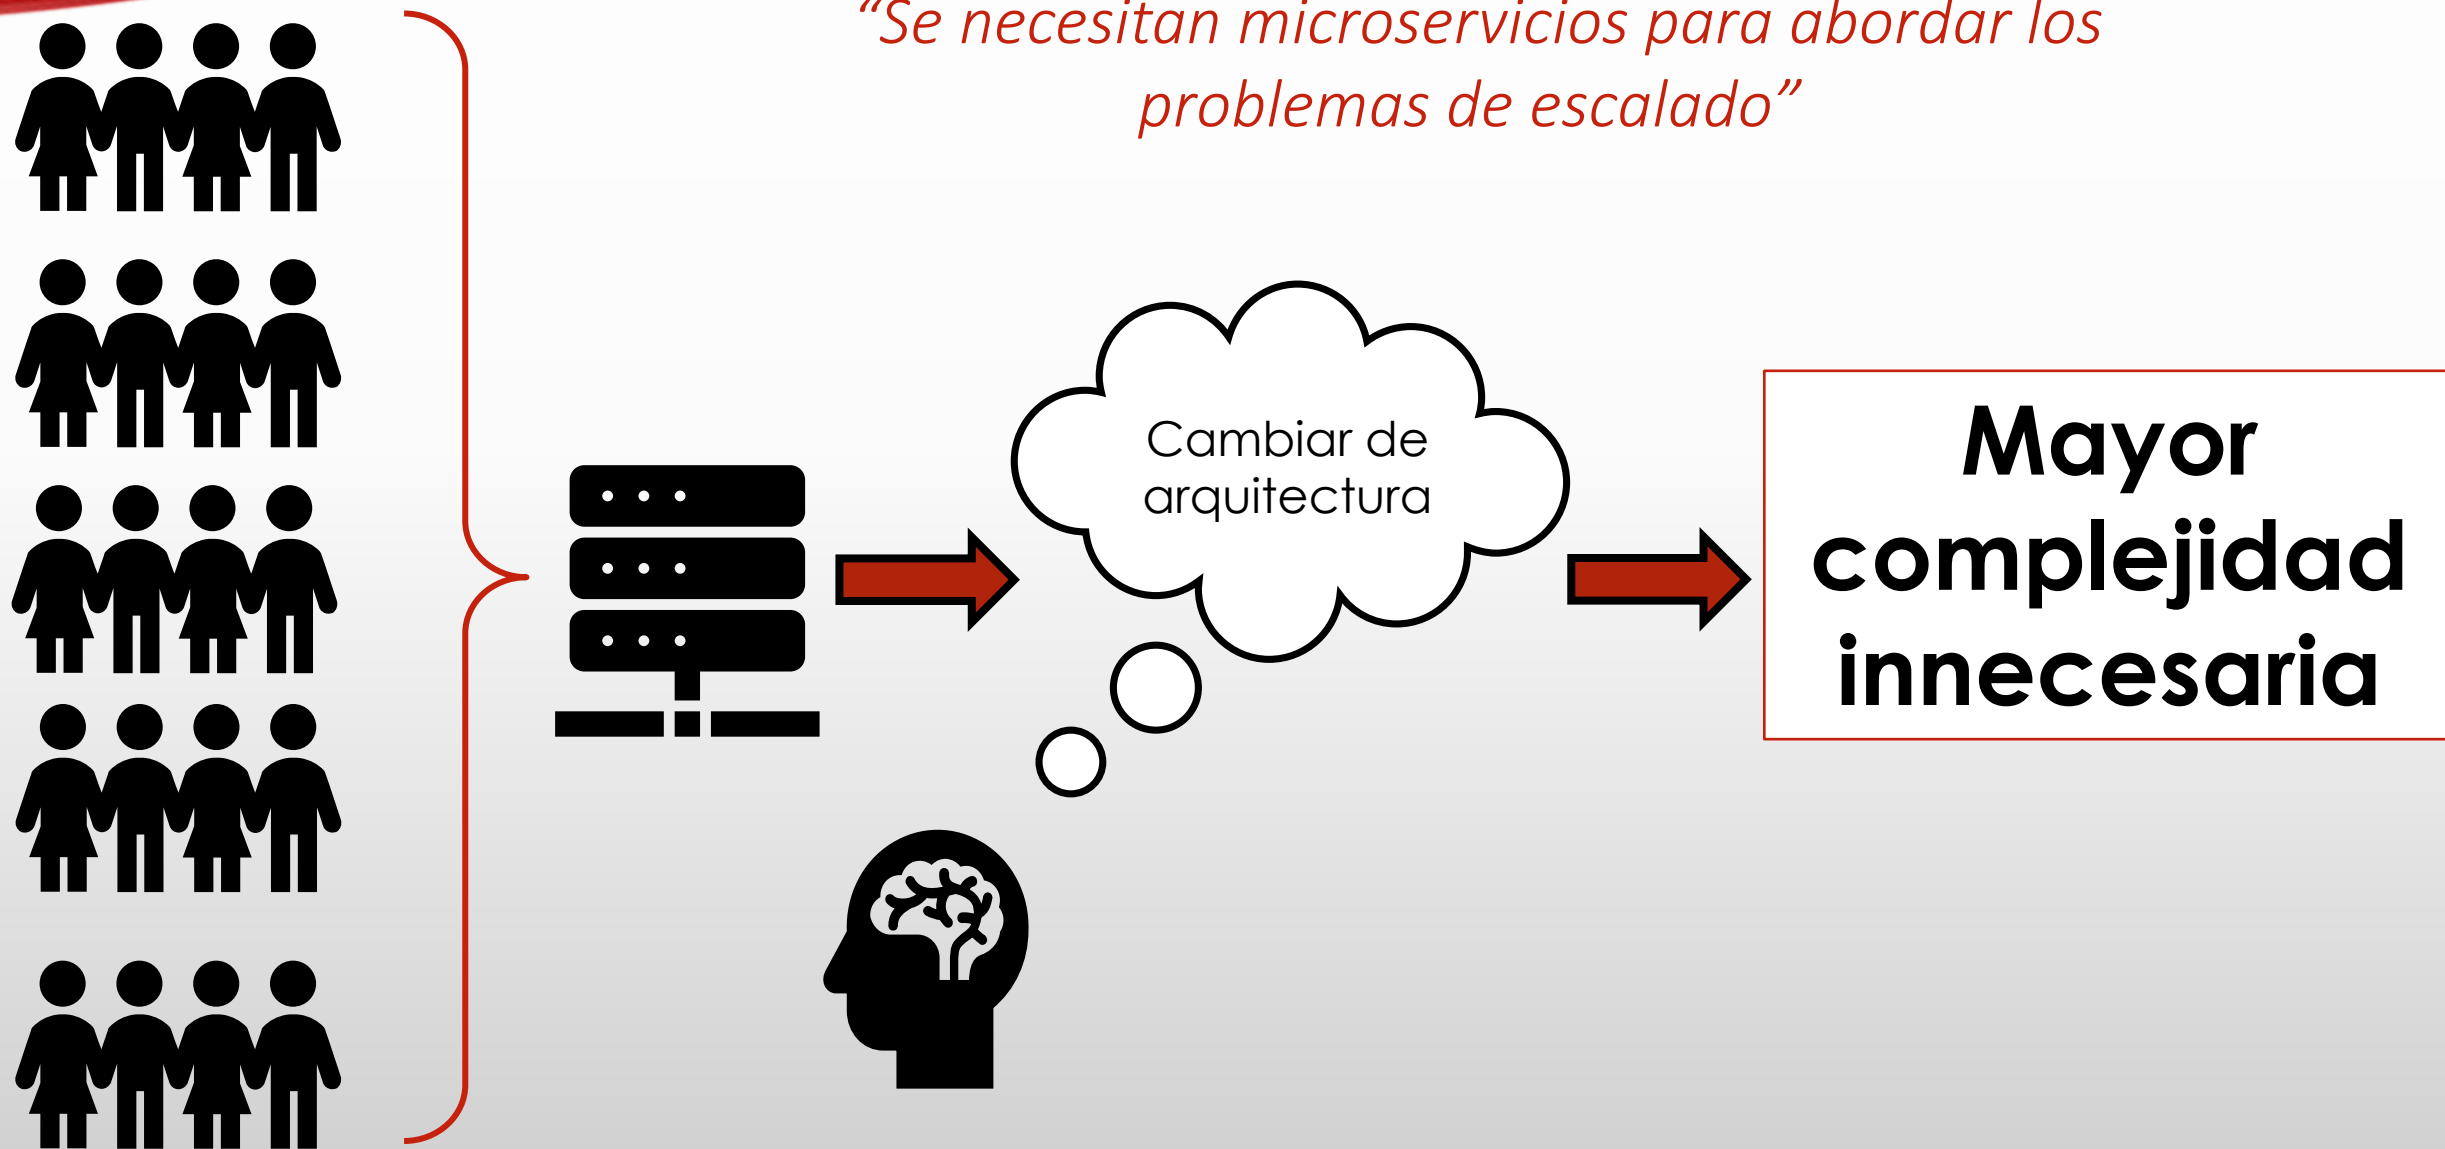 “Se necesitan microservicios para abordar los
problemas de escalado”
Cambiar de
arquitectura
Mayor
complejidad
innecesaria